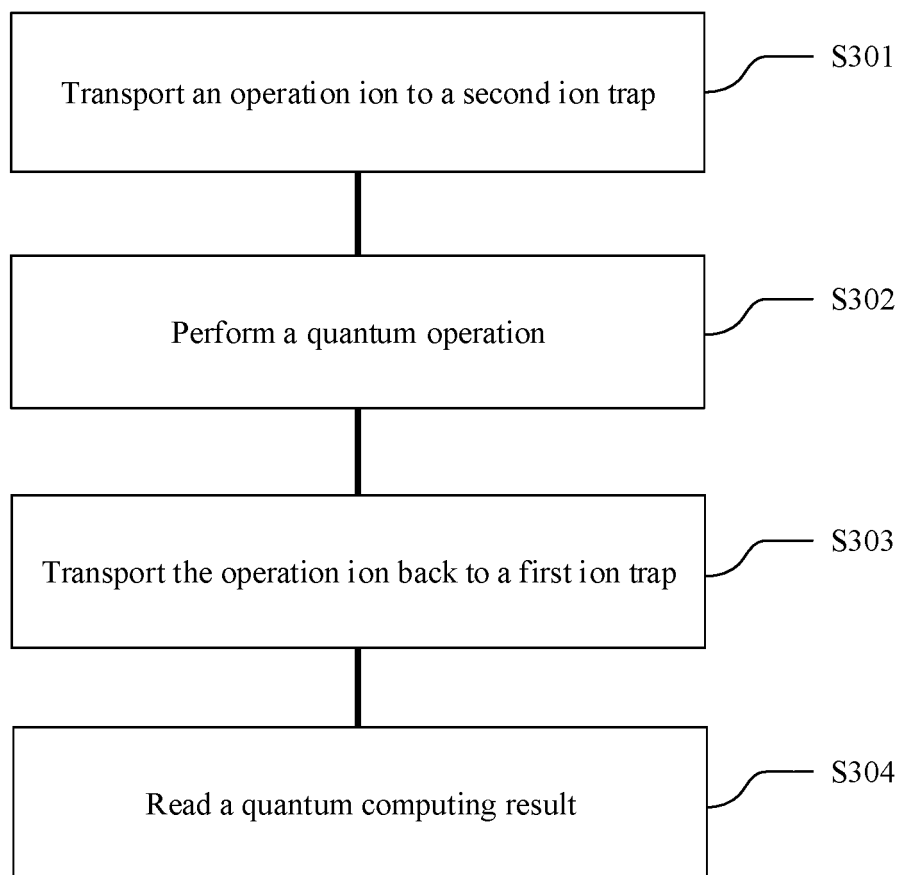 S301
Transport an operation ion to a second ion trap
S302
Perform a quantum operation
S303
Transport the operation ion back to a first ion trap
S304
Read a quantum computing result